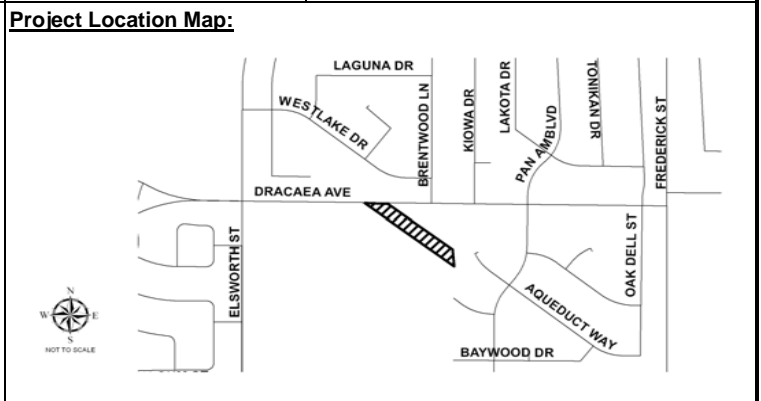 Project Location Map:
LAGUNA DR
WESTLAKE DR
BRENTWOOD LN
KIOWA DR
LAKOTA DR
PAN AM BLVD
TONIKAN DR
FREDERICK ST
DRACAEA AVE
ELSWORTH ST
OAK DELL ST
AQUEDUCT WAY
BAYWOOD DR
N
W E
S
NOT TO SCALE